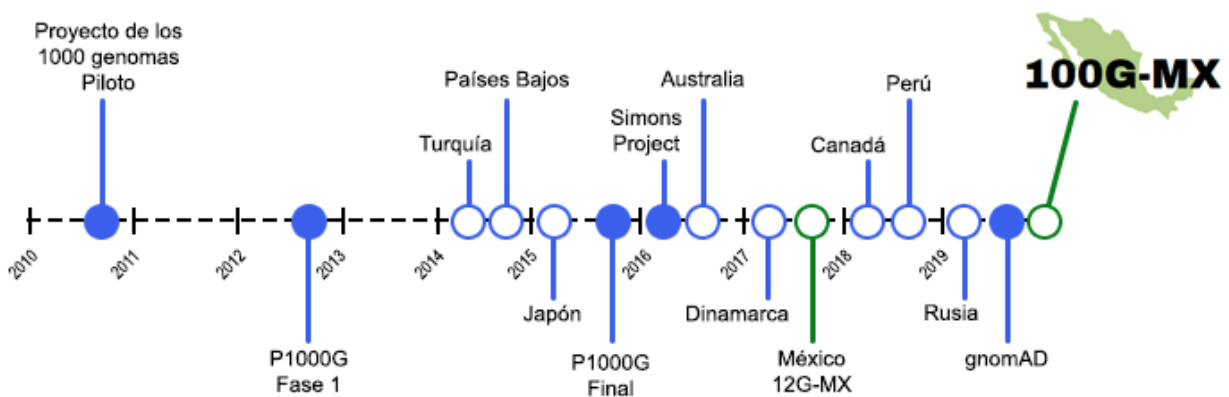 Proyecto de los
1000 genomas
Piloto
Países Bajos
Turquía
Simons
Project
Australia
Canadá
Perú
100G-MX
2010
2011
2012
2013
2014
2015
2016
2017
2018
2019
P1000G
Fase 1
Japón
P1000G
Final
Dinamarca
México
12G-MX
Rusia
gnomAD